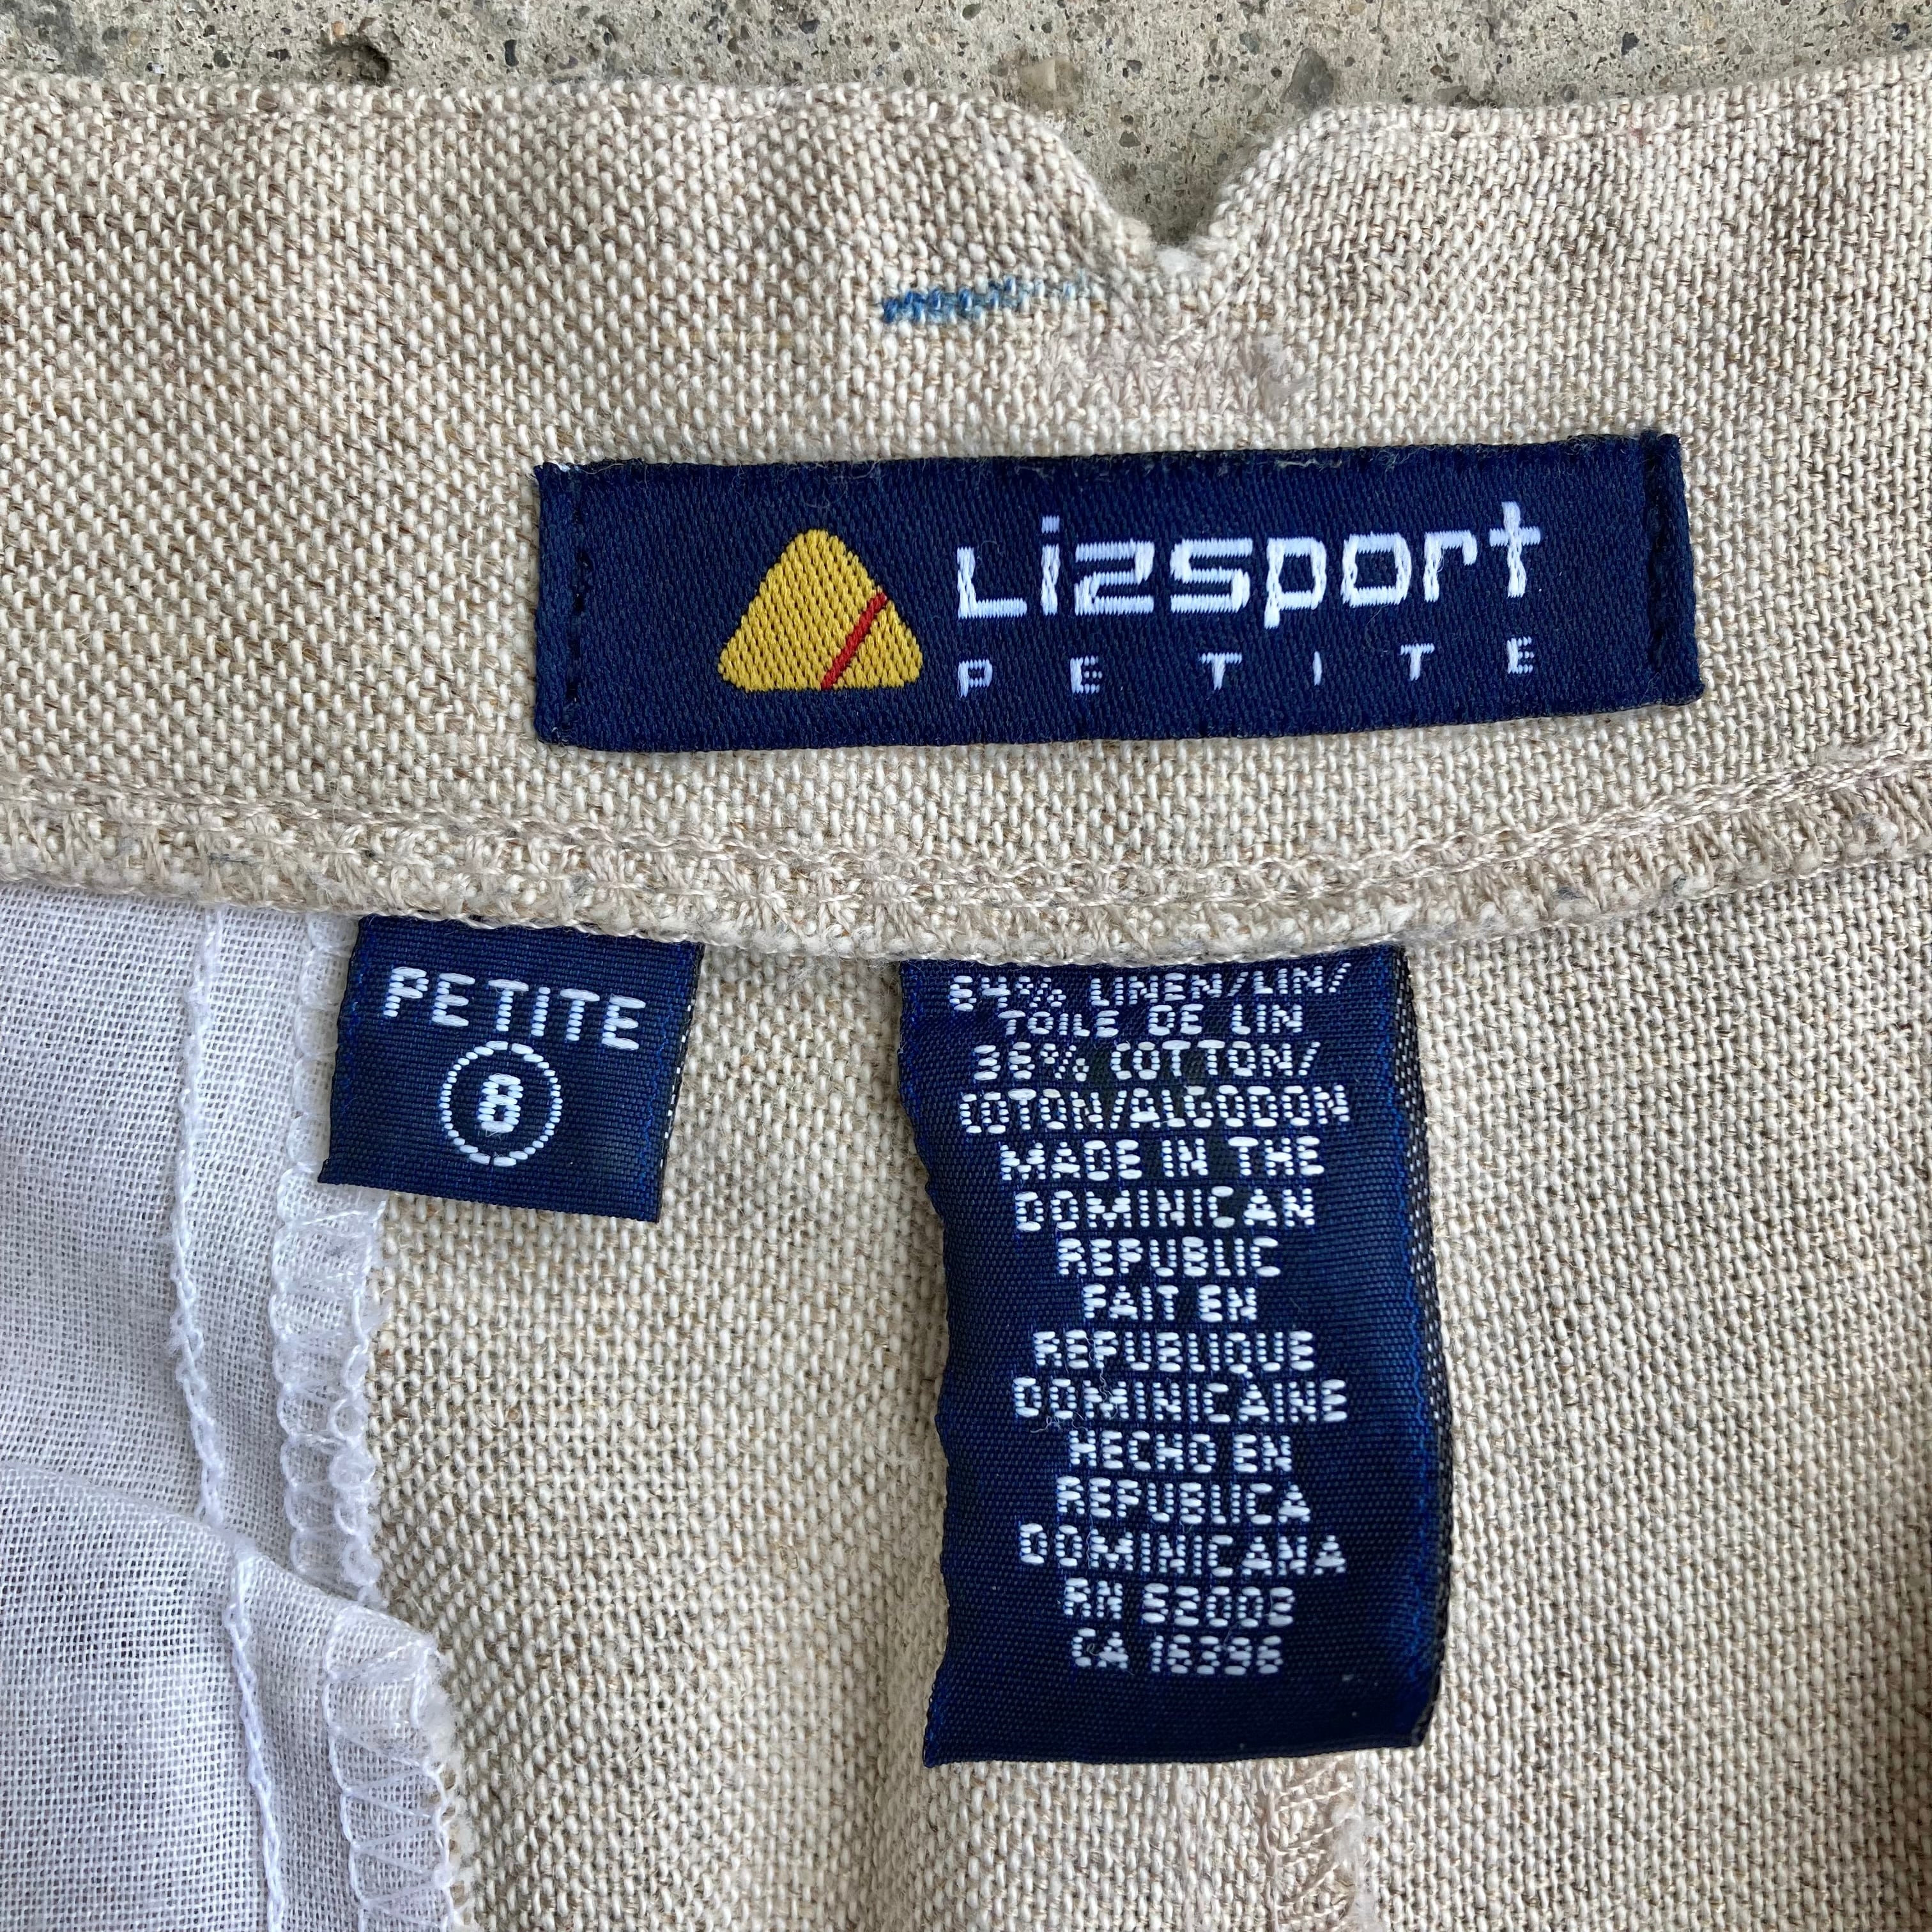 Lizsport
PETITE
PETITE
8
64% LINEN/LIN/
TOILE DE LIN
36% COTTON/
COTON/ALGODON
MADE IN THE
DOMINICAN
REPUBLIC
FAIT EN
REPUBLIQUE
DOMINICAINE
HECHO EN
REPUBLICA
DOMINICANA
RN 52002
CA 16396